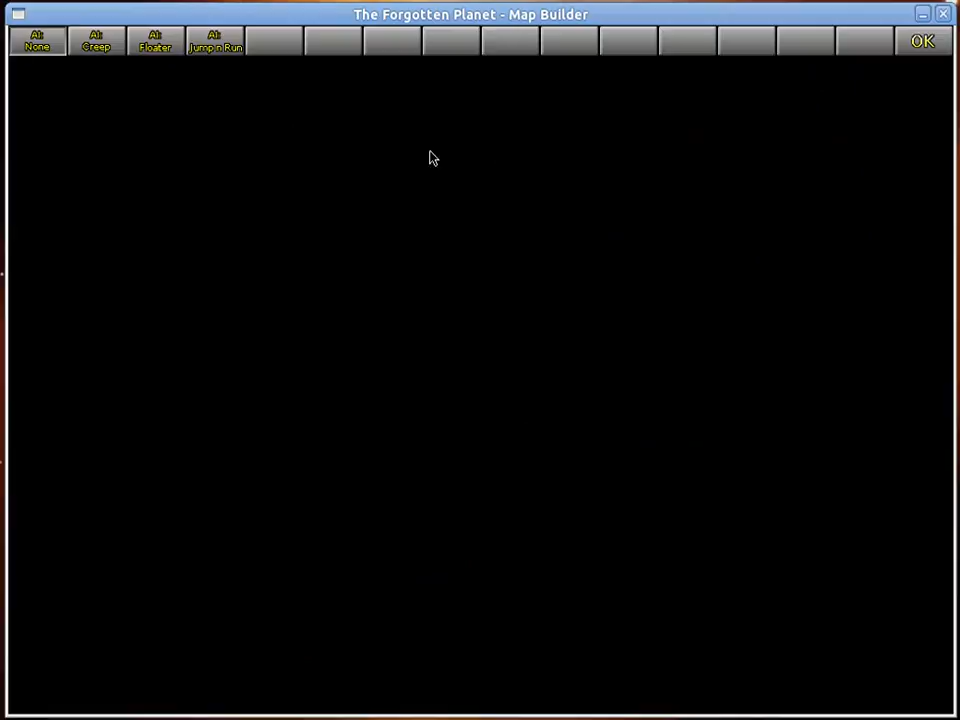 The Forgotten Planet - Map Builder
AI:
None
AI:
Creep
AI:
Floater
AI:
Jump n Run
OK